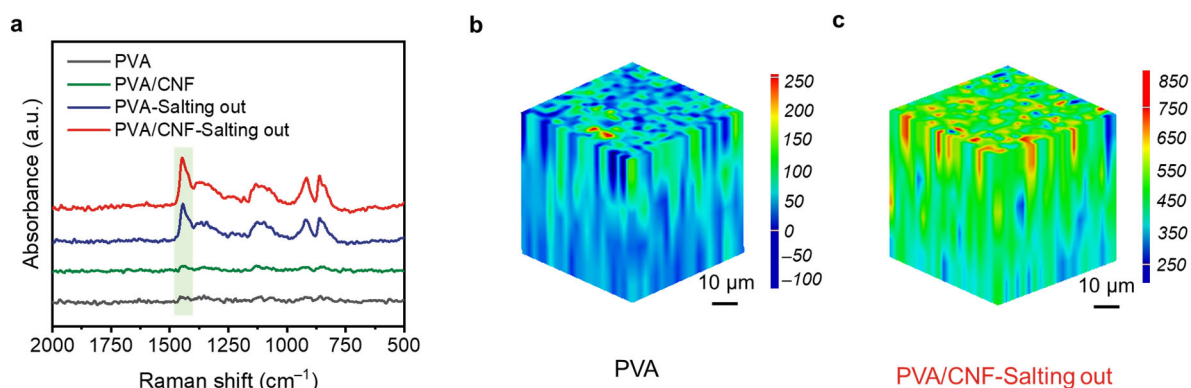 a
PVA
PVA/CNF
PVA-Salting out
PVA/CNF-Salting out
Absorbance (a.u.)
2000 1750 1500 1250 1000 750 500
Raman shift (cm⁻¹)
b
250
200
150
100
50
0
−50
−100
10 µm
PVA
c
850
750
650
550
450
350
250
10 µm
PVA/CNF-Salting out